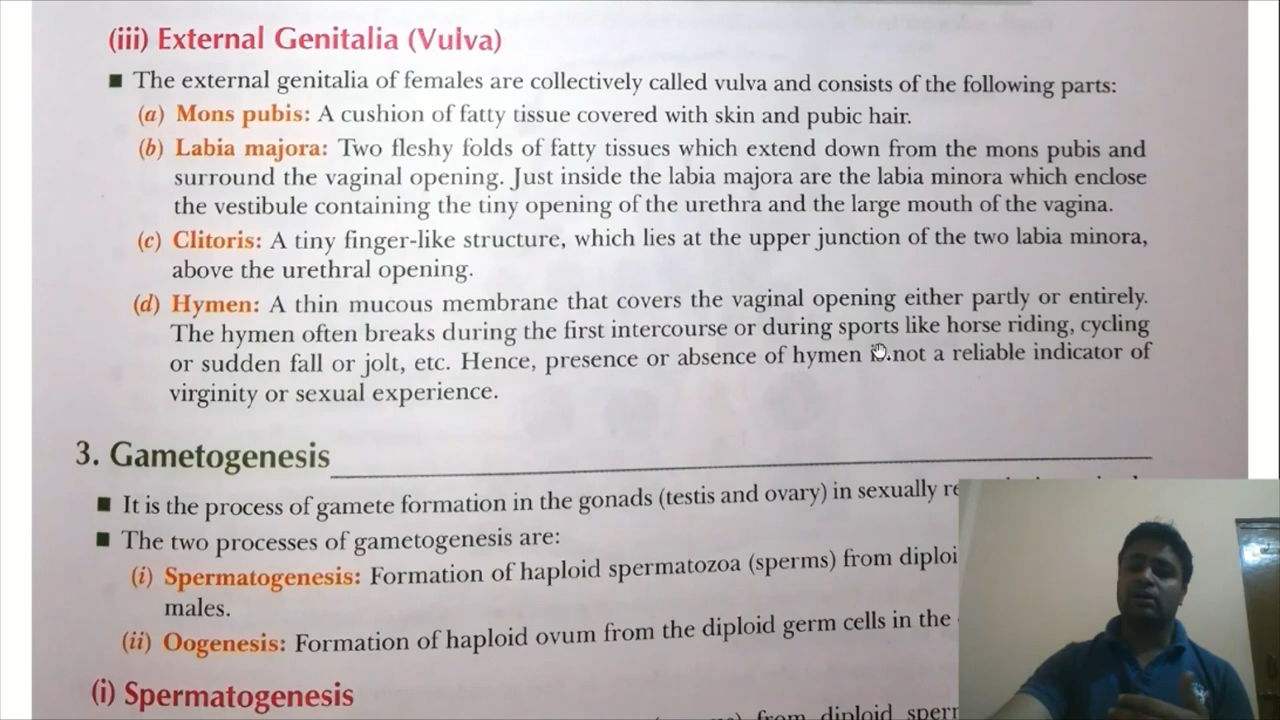 (iii) External Genitalia (Vulva)
■ The external genitalia of females are collectively called vulva and consists of the following parts:
(a) Mons pubis: A cushion of fatty tissue covered with skin and pubic hair.
(b) Labia majora: Two fleshy folds of fatty tissues which extend down from the mons pubis and
surround the vaginal opening. Just inside the labia majora are the labia minora which enclose
the vestibule containing the tiny opening of the urethra and the large mouth of the vagina.
(c) Clitoris: A tiny finger-like structure, which lies at the upper junction of the two labia minora,
above the urethral opening.
(d) Hymen: A thin mucous membrane that covers the vaginal opening either partly or entirely.
The hymen often breaks during the first intercourse or during sports like horse riding, cycling
or sudden fall or jolt, etc. Hence, presence or absence of hymen not a reliable indicator of
virginity or sexual experience.
3. Gametogenesis
■ It is the process of gamete formation in the gonads (testis and ovary) in sexually
■ The two processes of gametogenesis are:
(i) Spermatogenesis: Formation of haploid spermatozoa (sperms) from
males.
(ii) Oogenesis: Formation of haploid ovum from the diploid germ cells in the
(i) Spermatogenesis
from diploid